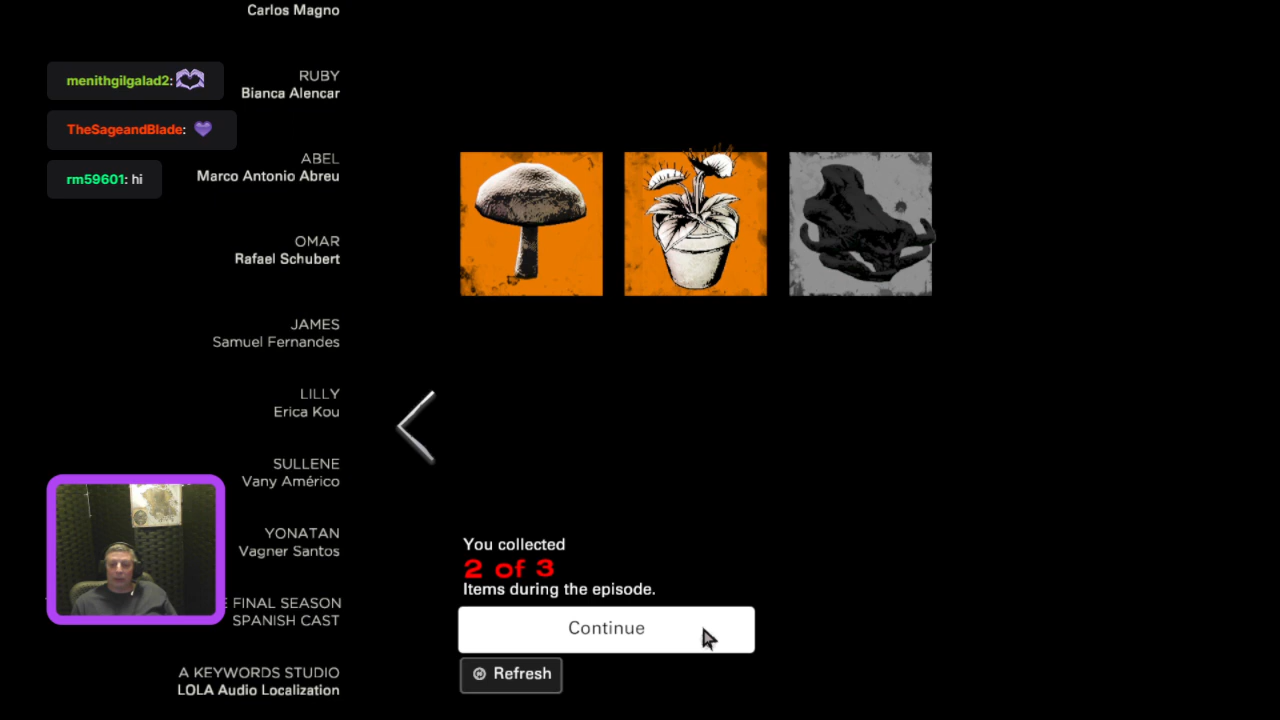 Carlos Magno
RUBY
Bianca Alencar
ABEL
Marco Antonio Abreu
OMAR
Rafael Schubert
JAMES
Samuel Fernandes
LILLY
Erica Kou
SULLENE
Vany Américo
YONATAN
Vagner Santos
FINAL SEASON
SPANISH CAST
A KEYWORDS STUDIO
LOLA Audio Localization
menithgilgalad2:
TheSageandBlade:
rm59601: hi
You collected
2 of 3
Items during the episode.
Continue
Refresh